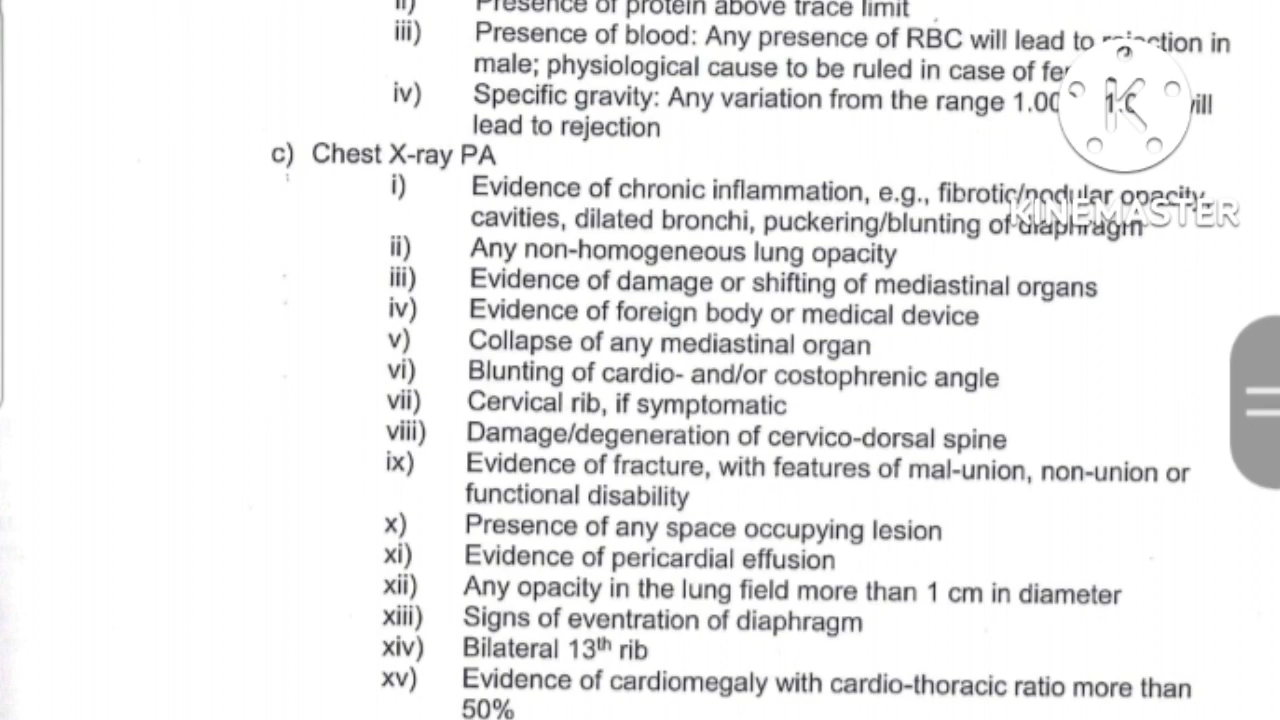 ii) Presence of protein above trace limit
iii) Presence of blood: Any presence of RBC will lead to rejection in
male; physiological cause to be ruled in case of
iv) Specific gravity: Any variation from the range will
lead to rejection
c) Chest X-ray PA
i) Evidence of chronic inflammation, e.g., fibrotic/nodular opacity,
cavities, dilated bronchi, puckering/blunting of diaphragm
KINEMASTER
ii) Any non-homogeneous lung opacity
iii) Evidence of damage or shifting of mediastinal organs
iv) Evidence of foreign body or medical device
v) Collapse of any mediastinal organ
vi) Blunting of cardio- and/or costophrenic angle
vii) Cervical rib, if symptomatic
viii) Damage/degeneration of cervico-dorsal spine
ix) Evidence of fracture, with features of mal-union, non-union or
functional disability
x) Presence of any space occupying lesion
xi) Evidence of pericardial effusion
xii) Any opacity in the lung field more than 1 cm in diameter
xiii) Signs of eventration of diaphragm
xiv) Bilateral 13th rib
xv) Evidence of cardiomegaly with cardio-thoracic ratio more than
50%